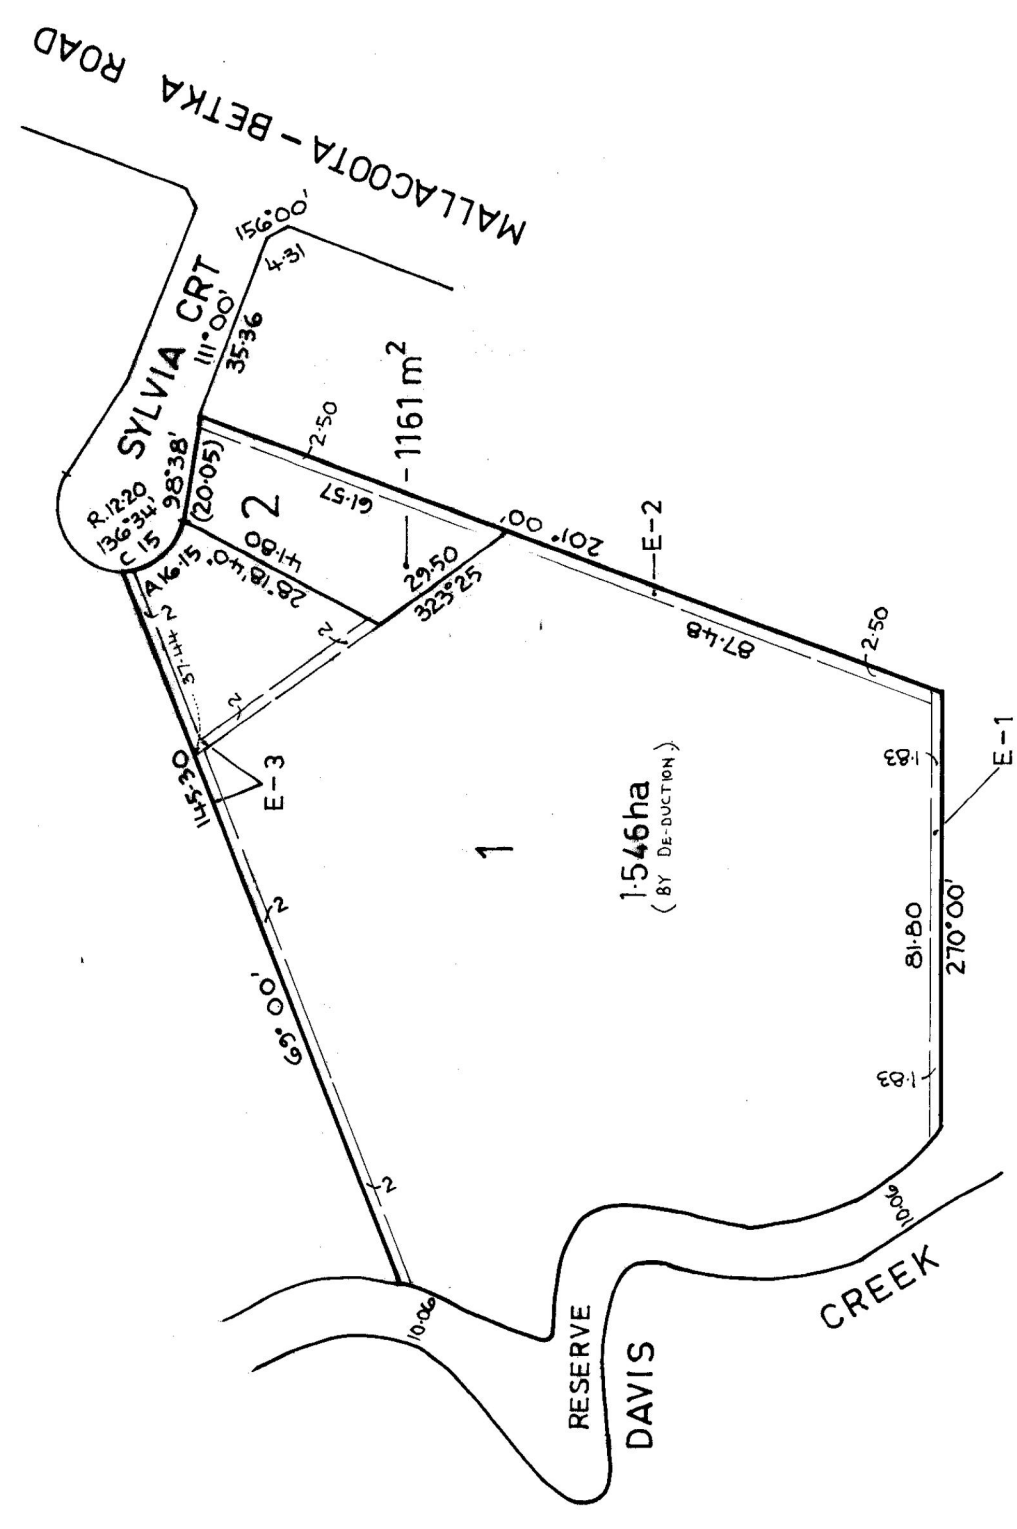 MALLACOOTA - BETKA ROAD
SYLVIA CRT
156°00'
4·31
111°00'
35·36
R.12·20
136°34'
C 15
A 16·15
98°38'
(20·05)
2
2·50
1161 m²
61·57
41·80
28°18'40"
29·50
323°25
201° 00'
E-2
87·48
2·50
2
37·44
2
2
145·30
E-3
1
1·546ha
(BY DE-DUCTION.)
1·83
E-1
81·80
270°00'
1·83
2
69° 00'
2
10·06
10·06
RESERVE
DAVIS
CREEK